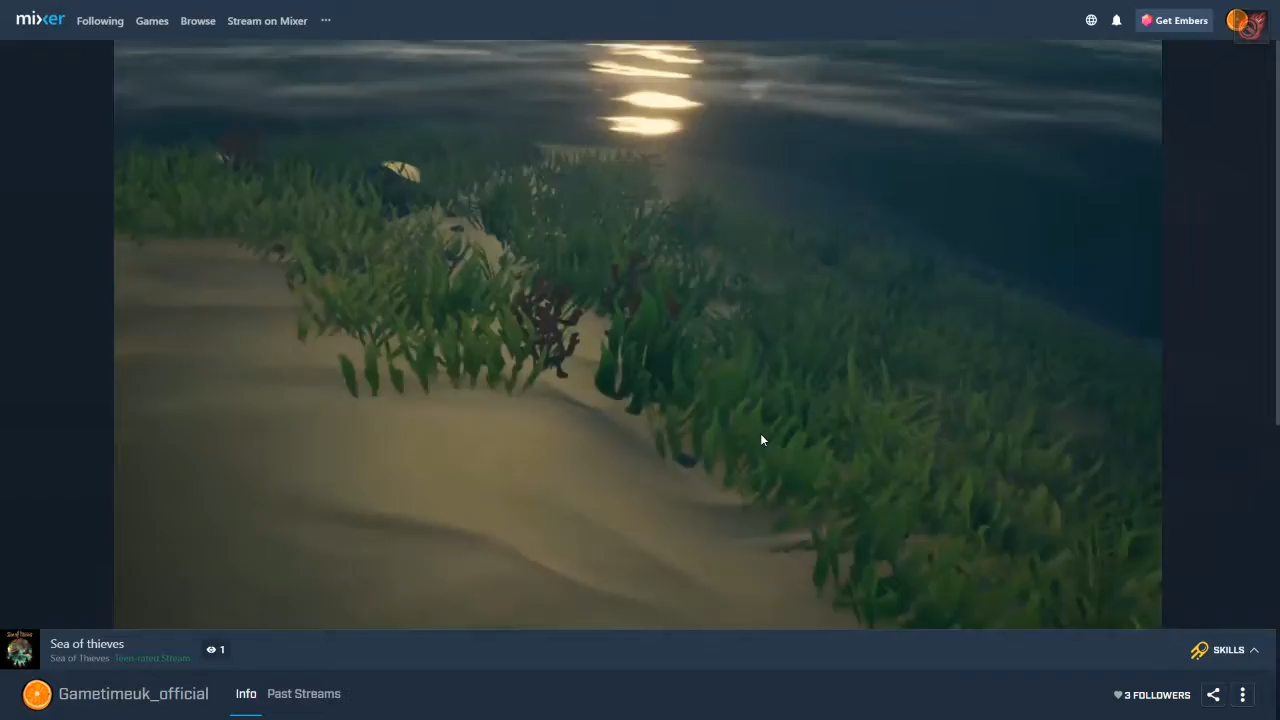 mixer
Following
Games
Browse
Stream on Mixer
Get Embers
Sea of thieves
1
Sea of Thieves Teen-rated Stream
SKILLS
Gametimeuk_official
Info
Past Streams
3 FOLLOWERS